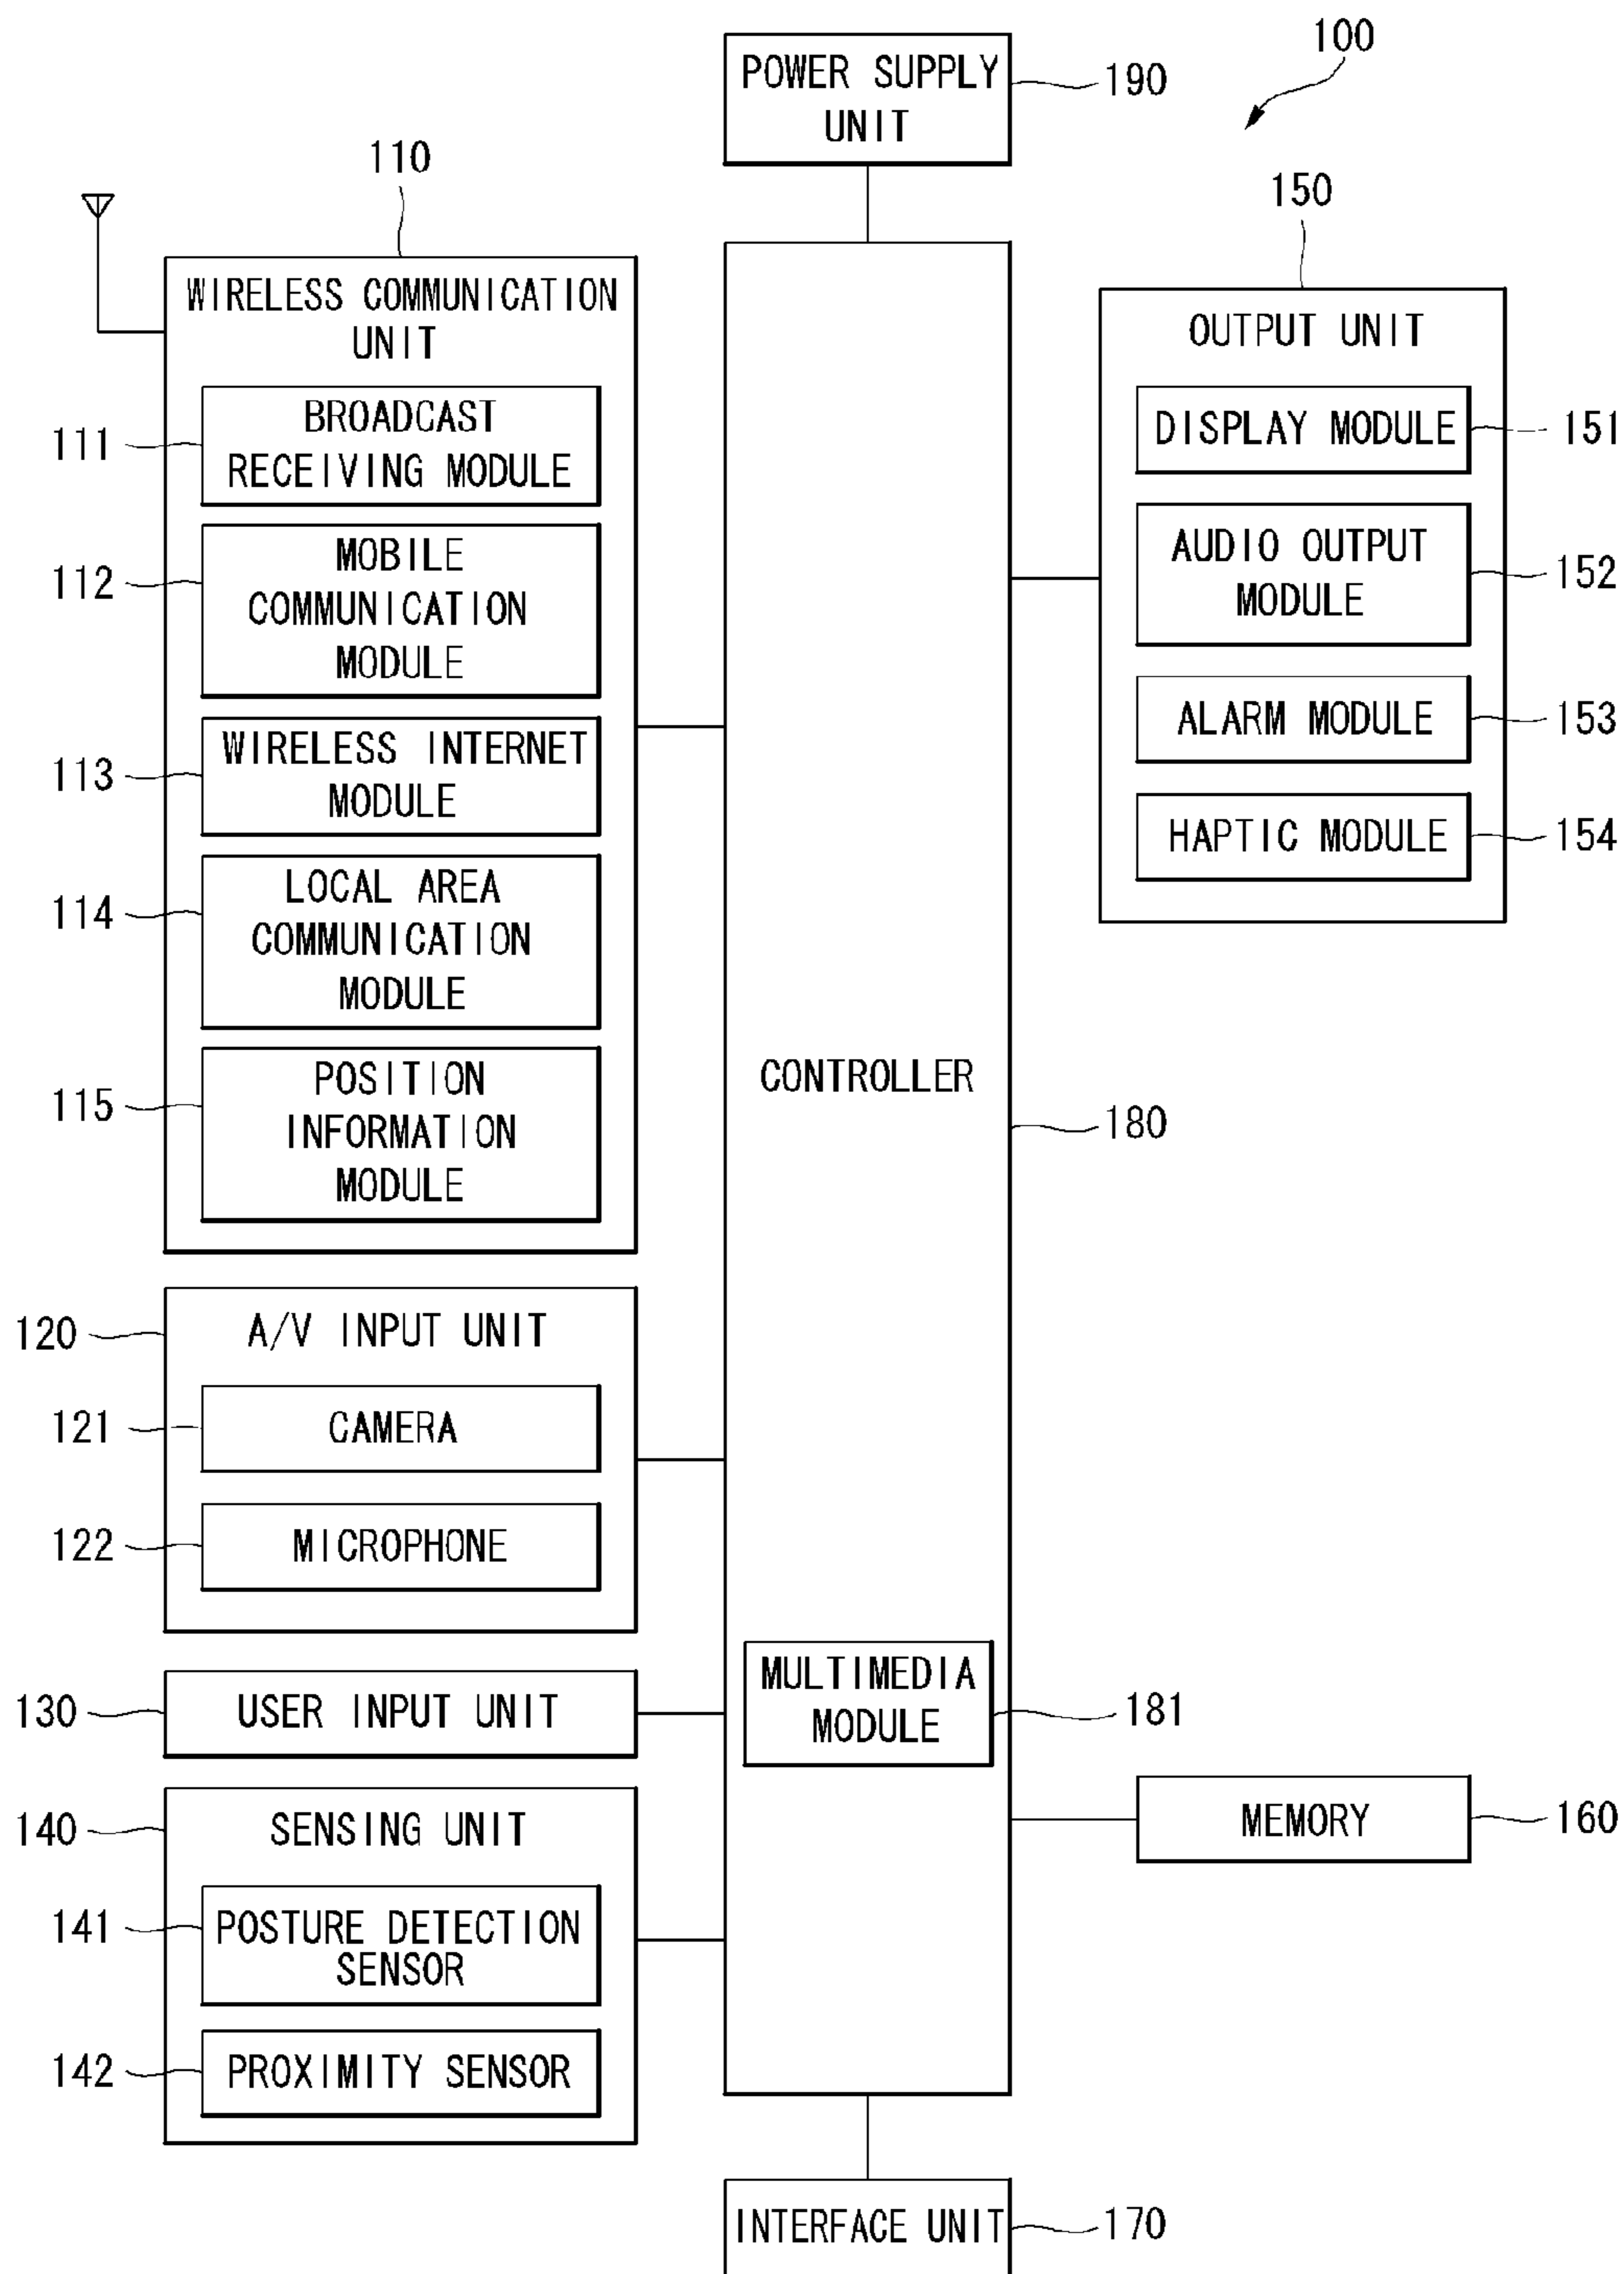 100
POWER SUPPLY
UNIT
190
110
WIRELESS COMMUNICATION
UNIT
111
BROADCAST
RECEIVING MODULE
112
MOBILE
COMMUNICATION
MODULE
113
WIRELESS INTERNET
MODULE
114
LOCAL AREA
COMMUNICATION
MODULE
115
POSITION
INFORMATION
MODULE
120
A/V INPUT UNIT
121
CAMERA
122
MICROPHONE
130
USER INPUT UNIT
140
SENSING UNIT
141
POSTURE DETECTION
SENSOR
142
PROXIMITY SENSOR
CONTROLLER
180
MULTIMEDIA
MODULE
181
150
OUTPUT UNIT
DISPLAY MODULE
151
AUDIO OUTPUT
MODULE
152
ALARM MODULE
153
HAPTIC MODULE
154
MEMORY
160
INTERFACE UNIT
170